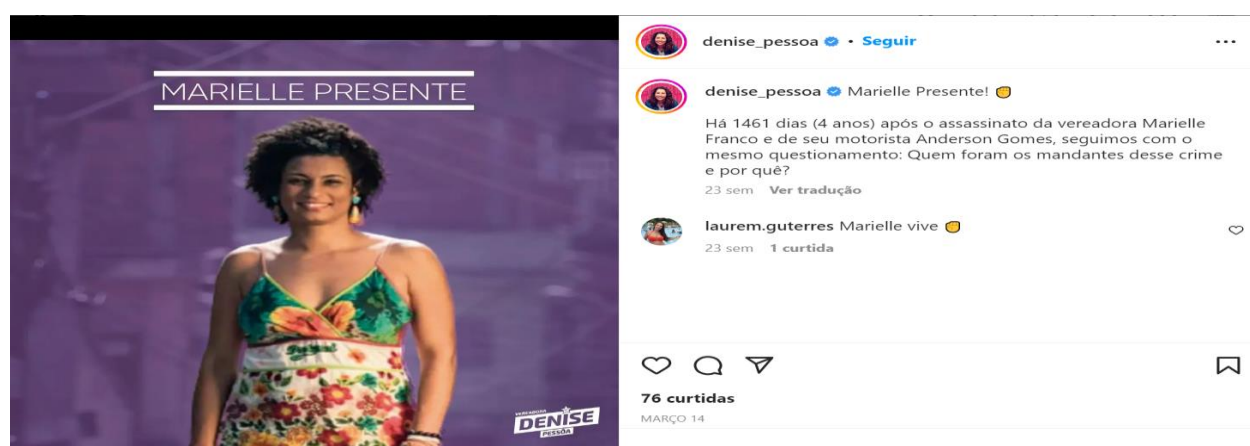 MARIELLE PRESENTE
VEREADORA
DENISE
PESSÔA
denise_pessoa • Seguir
denise_pessoa Marielle Presente! ✊
Há 1461 dias (4 anos) após o assassinato da vereadora Marielle
Franco e de seu motorista Anderson Gomes, seguimos com o
mesmo questionamento: Quem foram os mandantes desse crime
e por quê?
23 sem Ver tradução
laurem.guterres Marielle vive ✊
23 sem 1 curtida
76 curtidas
MARÇO 14